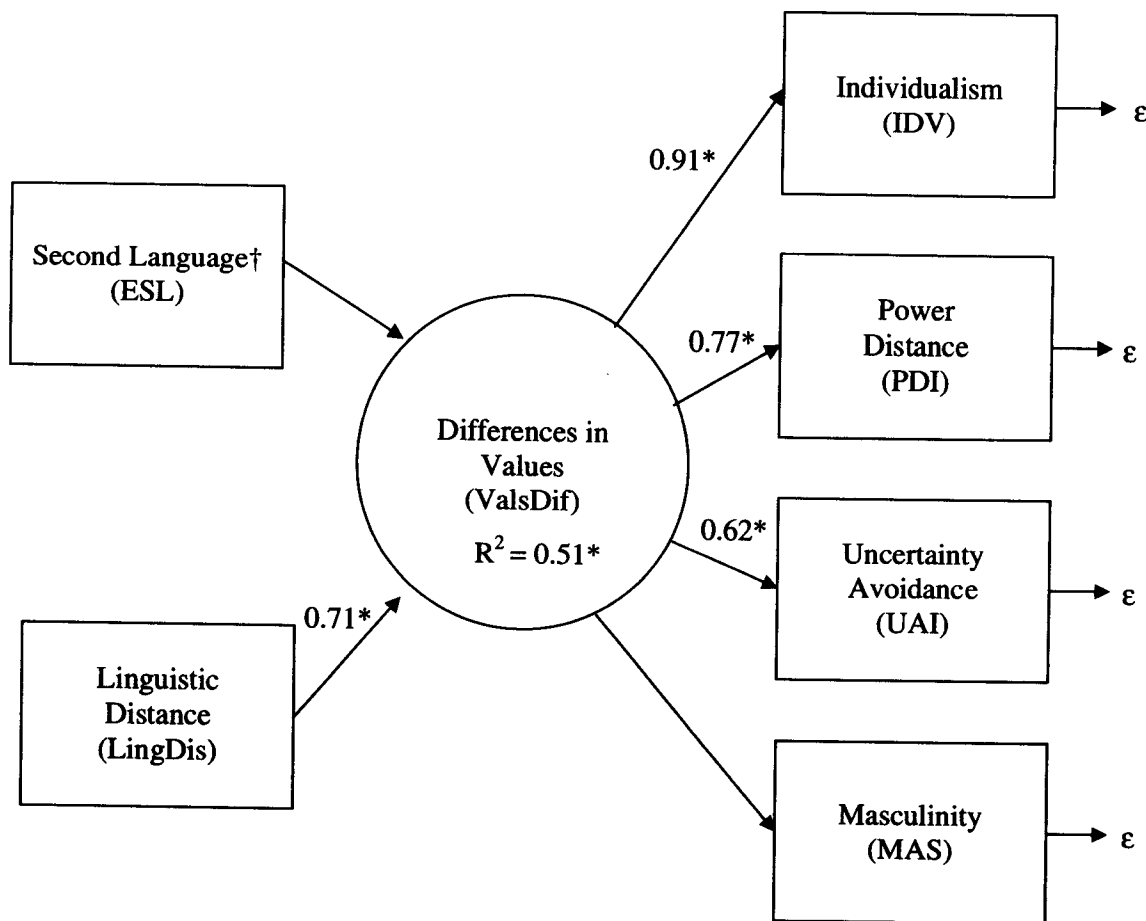 Individualism
(IDV)
ε
0.91*
Second Language†
(ESL)
Power
Distance
(PDI)
ε
0.77*
Differences in
Values
(ValsDif)
R² = 0.51*
0.62*
Uncertainty
Avoidance
(UAI)
ε
0.71*
Linguistic
Distance
(LingDis)
Masculinity
(MAS)
ε